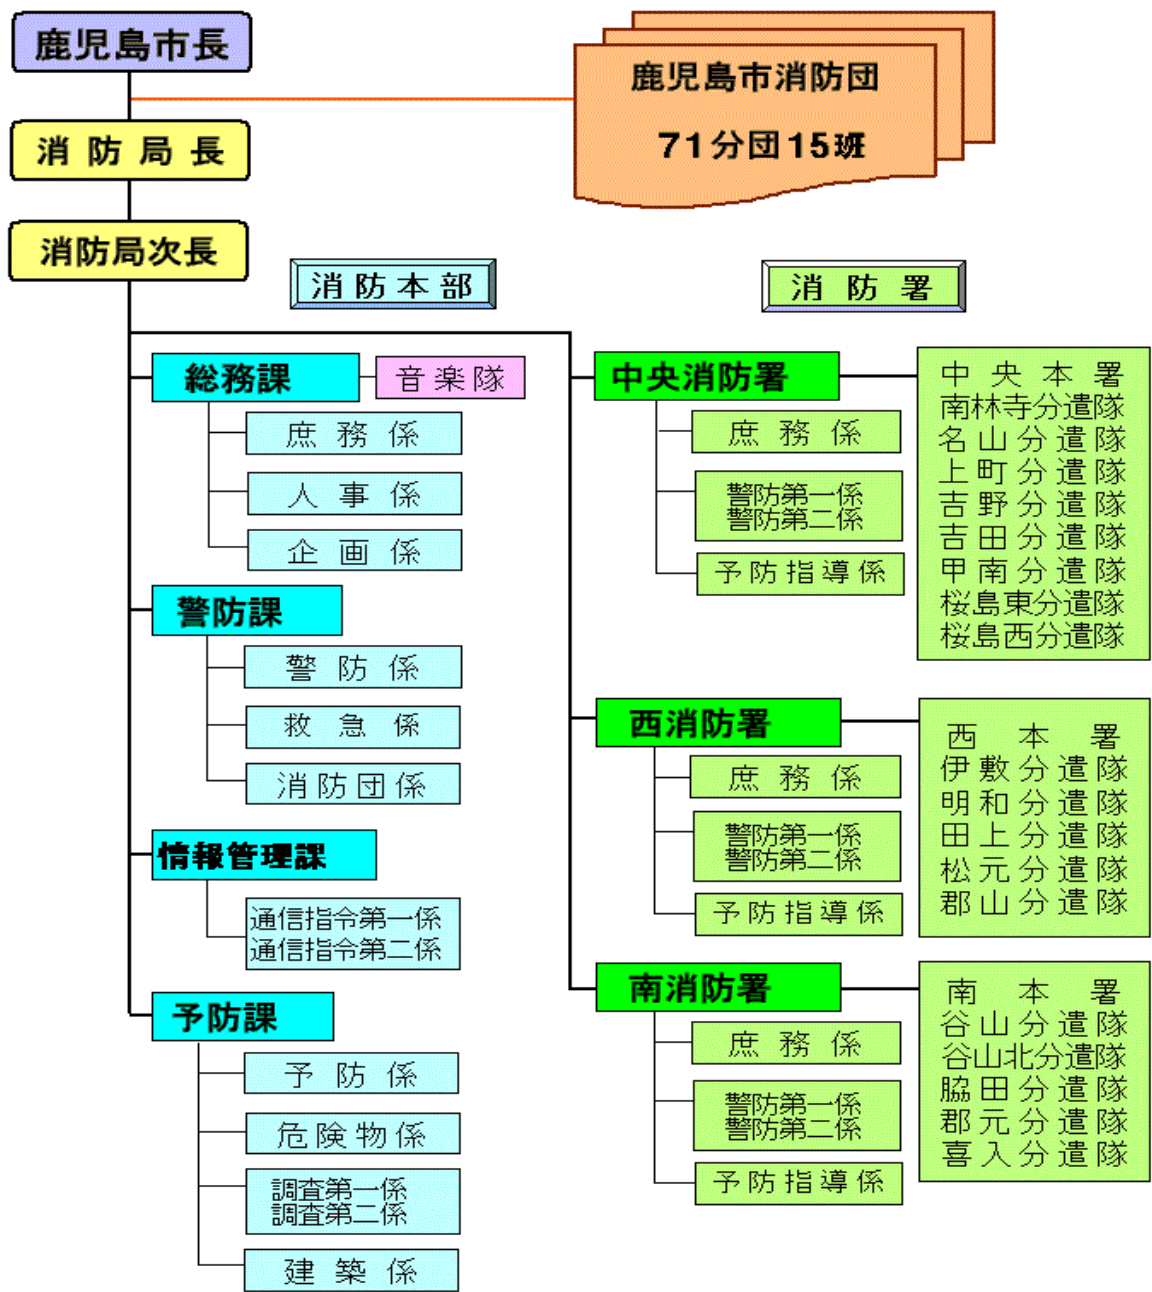 鹿児島市長
鹿児島市消防団
71分団15班
消防局長
消防局次長
消防本部
総務課
音楽隊
庶務係
人事係
企画係
警防課
警防係
救急係
消防団係
情報管理課
通信指令第一係
通信指令第二係
予防課
予防係
危険物係
調査第一係
調査第二係
建築係
消防署
中央消防署
庶務係
警防第一係
警防第二係
予防指導係
中央本署
南林寺分遣隊
名山分遣隊
上町分遣隊
吉野分遣隊
吉田分遣隊
甲南分遣隊
桜島東分遣隊
桜島西分遣隊
西消防署
庶務係
警防第一係
警防第二係
予防指導係
西本署
伊敷分遣隊
明和分遣隊
田上分遣隊
松元分遣隊
郡山分遣隊
南消防署
庶務係
警防第一係
警防第二係
予防指導係
南本署
谷山分遣隊
谷山北分遣隊
脇田分遣隊
郡元分遣隊
喜入分遣隊